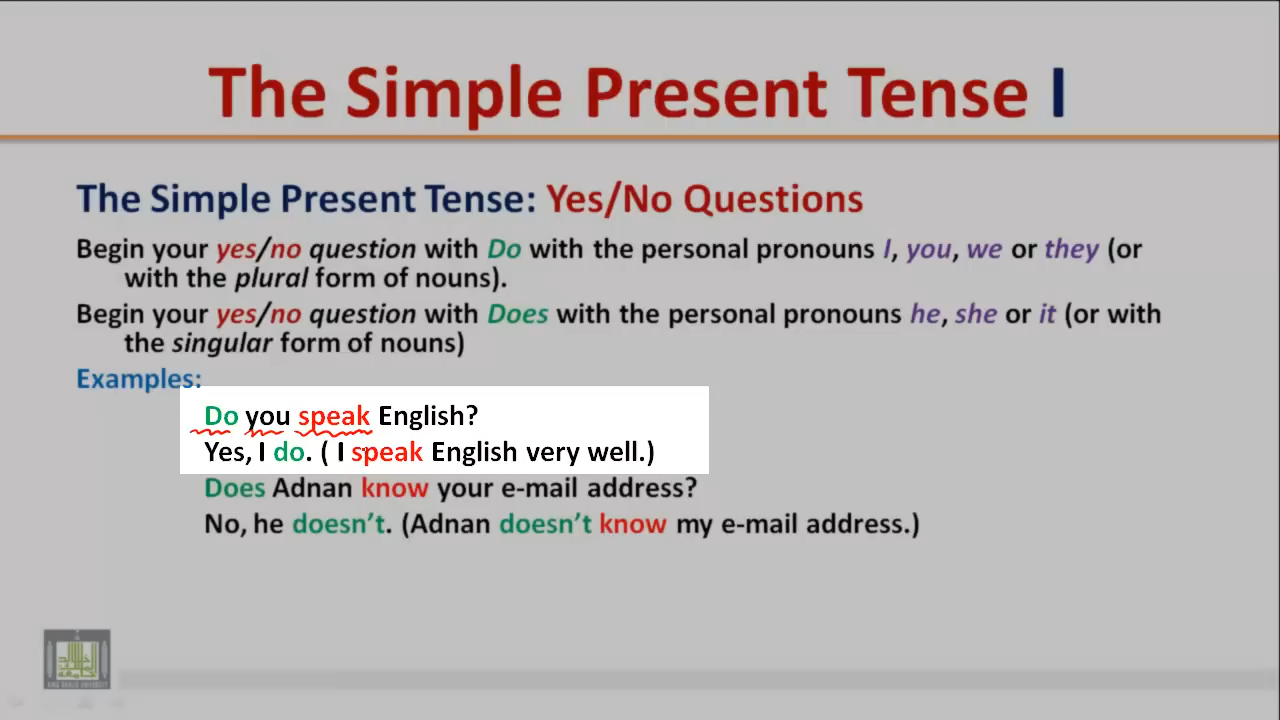 The Simple Present Tense I
The Simple Present Tense: Yes/No Questions
Begin your yes/no question with Do with the personal pronouns I, you, we or they (or
with the plural form of nouns).
Begin your yes/no question with Does with the personal pronouns he, she or it (or with
the singular form of nouns)
Examples:
Do you speak English?
Yes, I do. ( I speak English very well.)
Does Adnan know your e-mail address?
No, he doesn't. (Adnan doesn't know my e-mail address.)